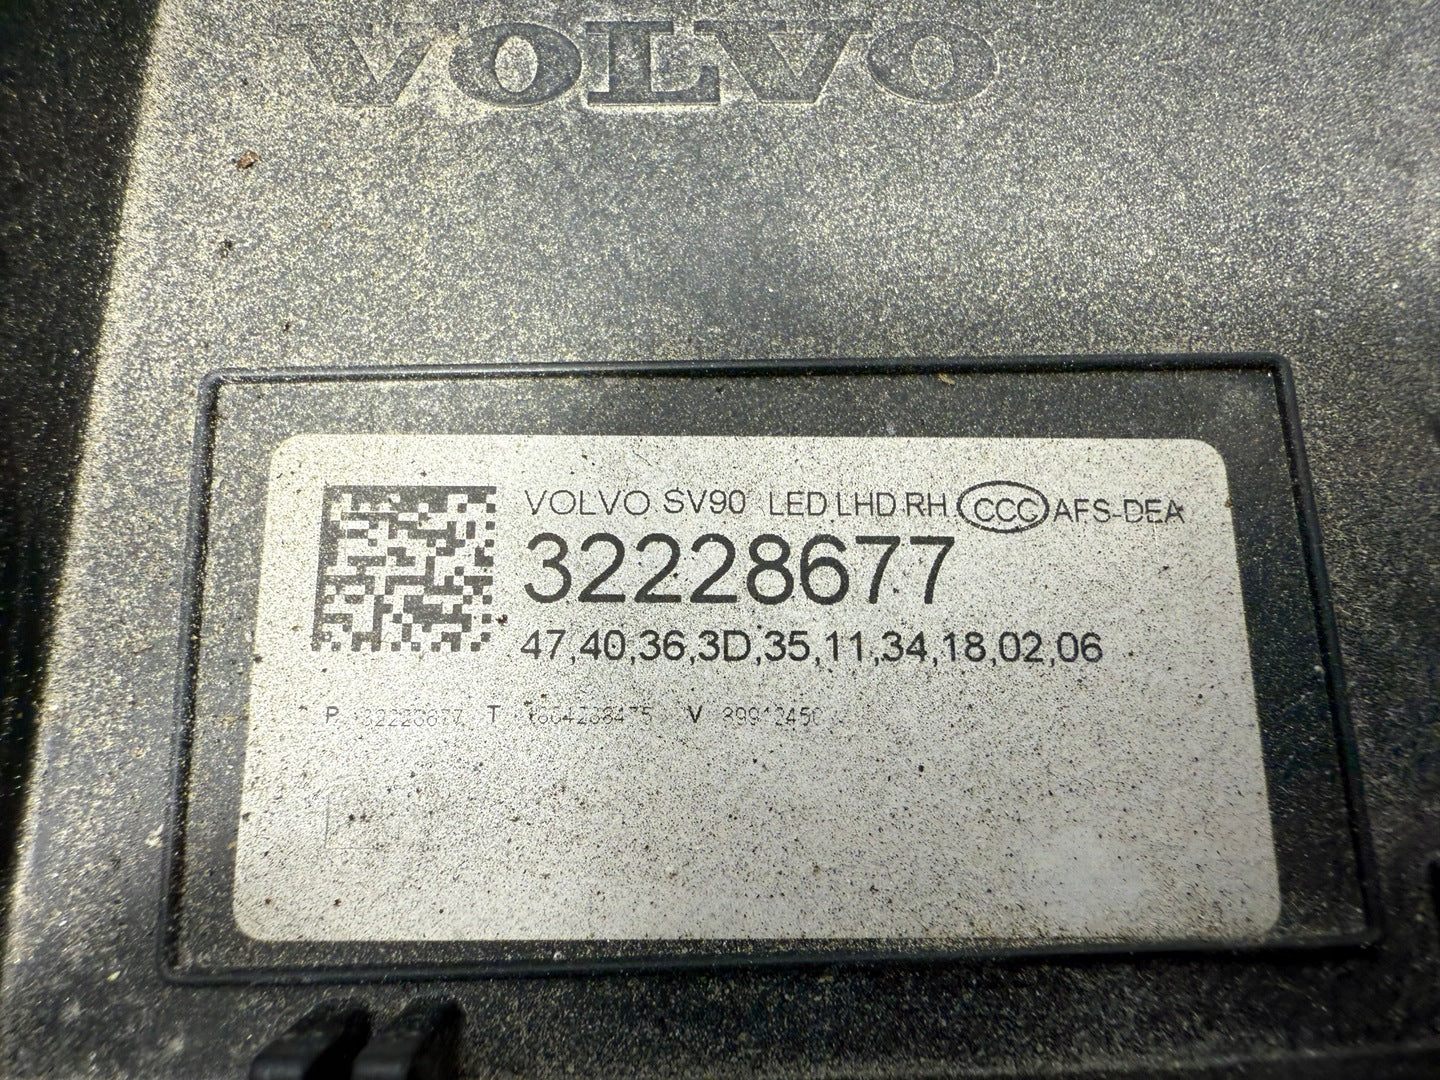 VOLVO
VOLVO SV90 LED LHD RH CCC AFS-DEA
32228677
47,40,36,3D,35,11,34,18,02,06
P 32228677 T V